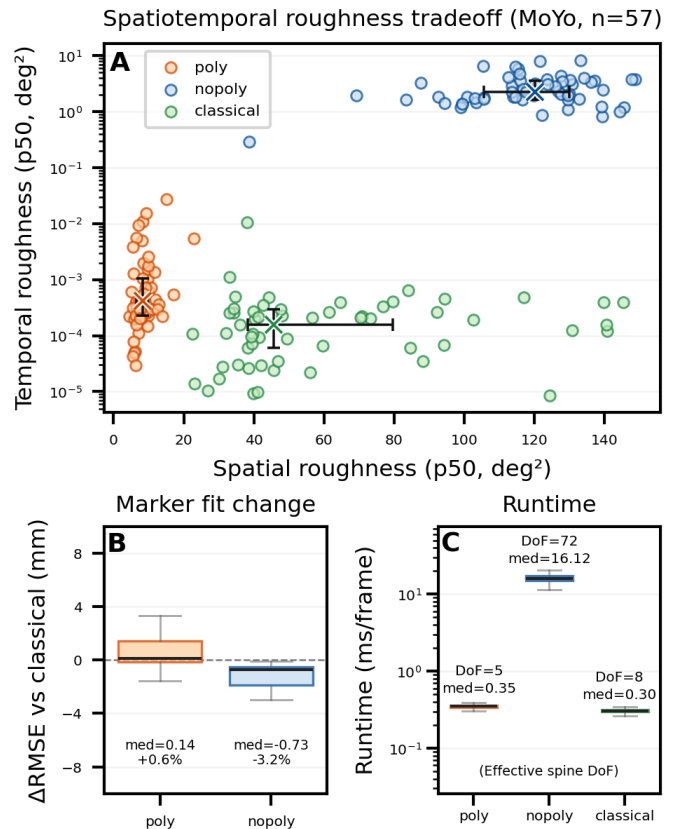 Spatiotemporal roughness tradeoff (MoYo, n=57)
A
poly
nopoly
classical
Temporal roughness (p50, deg²)
10¹
10⁰
10⁻¹
10⁻²
10⁻³
10⁻⁴
10⁻⁵
0 20 40 60 80 100 120 140
Spatial roughness (p50, deg²)
Marker fit change
B
ΔRMSE vs classical (mm)
8
4
0
−4
−8
med=0.14
+0.6%
med=-0.73
-3.2%
poly nopoly
Runtime
C
Runtime (ms/frame)
10¹
10⁰
10⁻¹
DoF=72
med=16.12
DoF=5
med=0.35
DoF=8
med=0.30
(Effective spine DoF)
poly nopoly classical